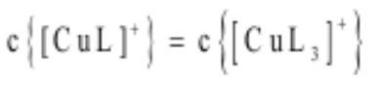 c{[CuL]⁺} = c{[CuL₃]⁺}